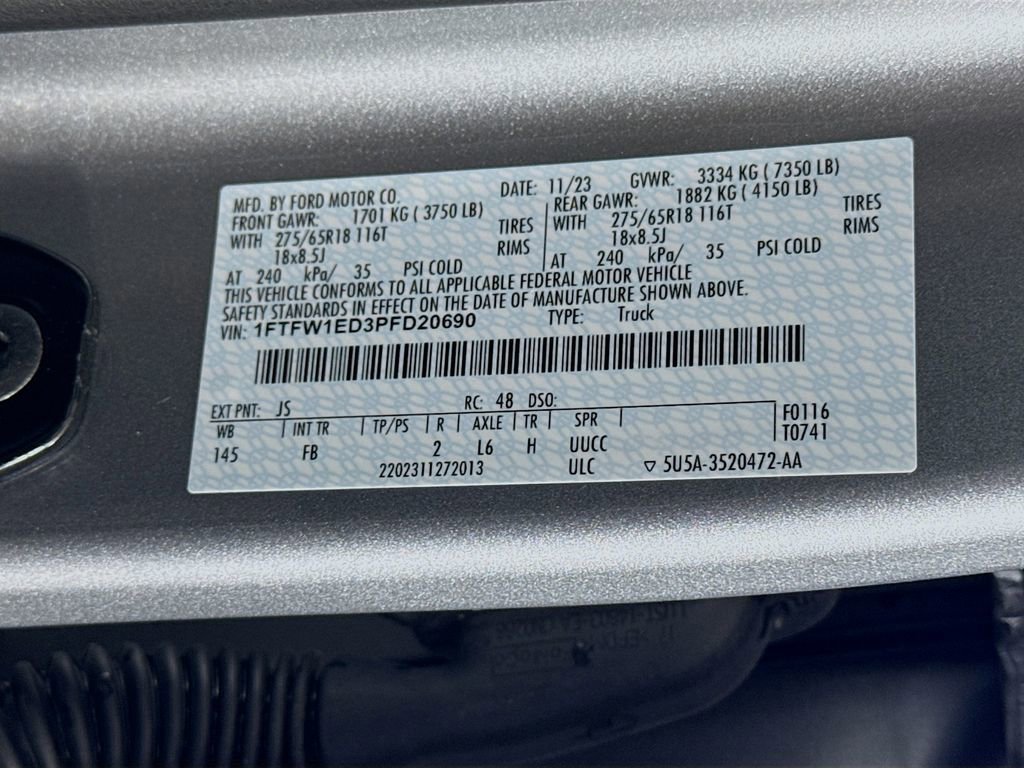 MFD. BY FORD MOTOR CO. DATE: 11/23 GVWR: 3334 KG ( 7350 LB)
FRONT GAWR: 1701 KG ( 3750 LB) REAR GAWR: 1882 KG ( 4150 LB)
WITH 275/65R18 116T TIRES WITH 275/65R18 116T TIRES
18x8.5J RIMS 18x8.5J RIMS
AT 240 kPa/ 35 PSI COLD AT 240 kPa/ 35 PSI COLD
THIS VEHICLE CONFORMS TO ALL APPLICABLE FEDERAL MOTOR VEHICLE
SAFETY STANDARDS IN EFFECT ON THE DATE OF MANUFACTURE SHOWN ABOVE.
VIN: 1FTFW1ED3PFD20690 TYPE: Truck
EXT PNT: JS RC: 48 DSO:
WB INT TR TP/PS R AXLE TR SPR F0116
145 FB 2 L6 H UUCC T0741
2202311272013 ULC 5U5A-3520472-AA